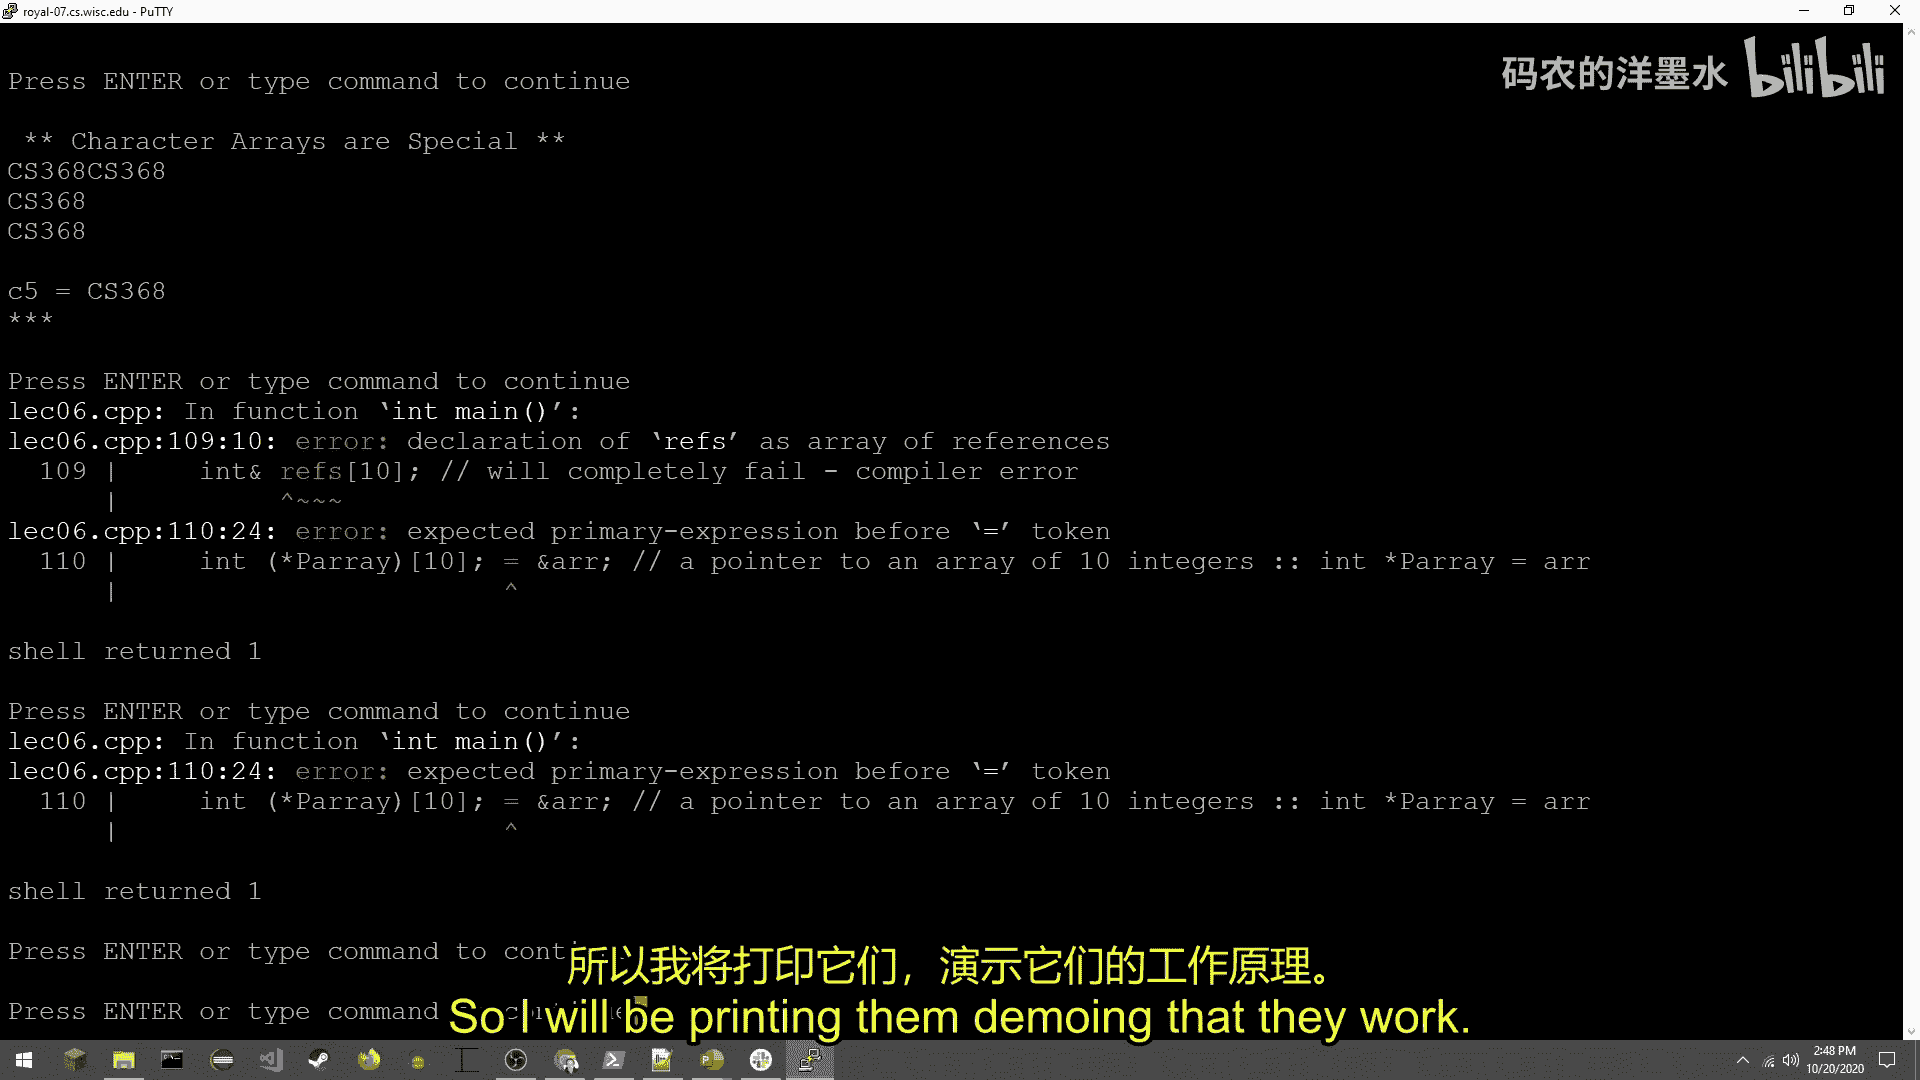 royal-07.cs.wisc.edu - PuTTY
码农的洋墨水 bilibili
Press ENTER or type command to continue
** Character Arrays are Special **
CS368CS368
CS368
CS368
c5 = CS368
***
Press ENTER or type command to continue
lec06.cpp: In function ‘int main()’:
lec06.cpp:109:10: error: declaration of ‘refs’ as array of references
109 | int& refs[10]; // will completely fail - compiler error
| ^~~~
lec06.cpp:110:24: error: expected primary-expression before ‘=’ token
110 | int (*Parray)[10]; = &arr; // a pointer to an array of 10 integers :: int *Parray = arr
| ^
shell returned 1
Press ENTER or type command to continue
lec06.cpp: In function ‘int main()’:
lec06.cpp:110:24: error: expected primary-expression before ‘=’ token
110 | int (*Parray)[10]; = &arr; // a pointer to an array of 10 integers :: int *Parray = arr
| ^
shell returned 1
Press ENTER or type command to
所以我将打印它们，演示它们的工作原理。
Press ENTER or type command
So I will be printing them demoing that they work.
2:48 PM
10/20/2020